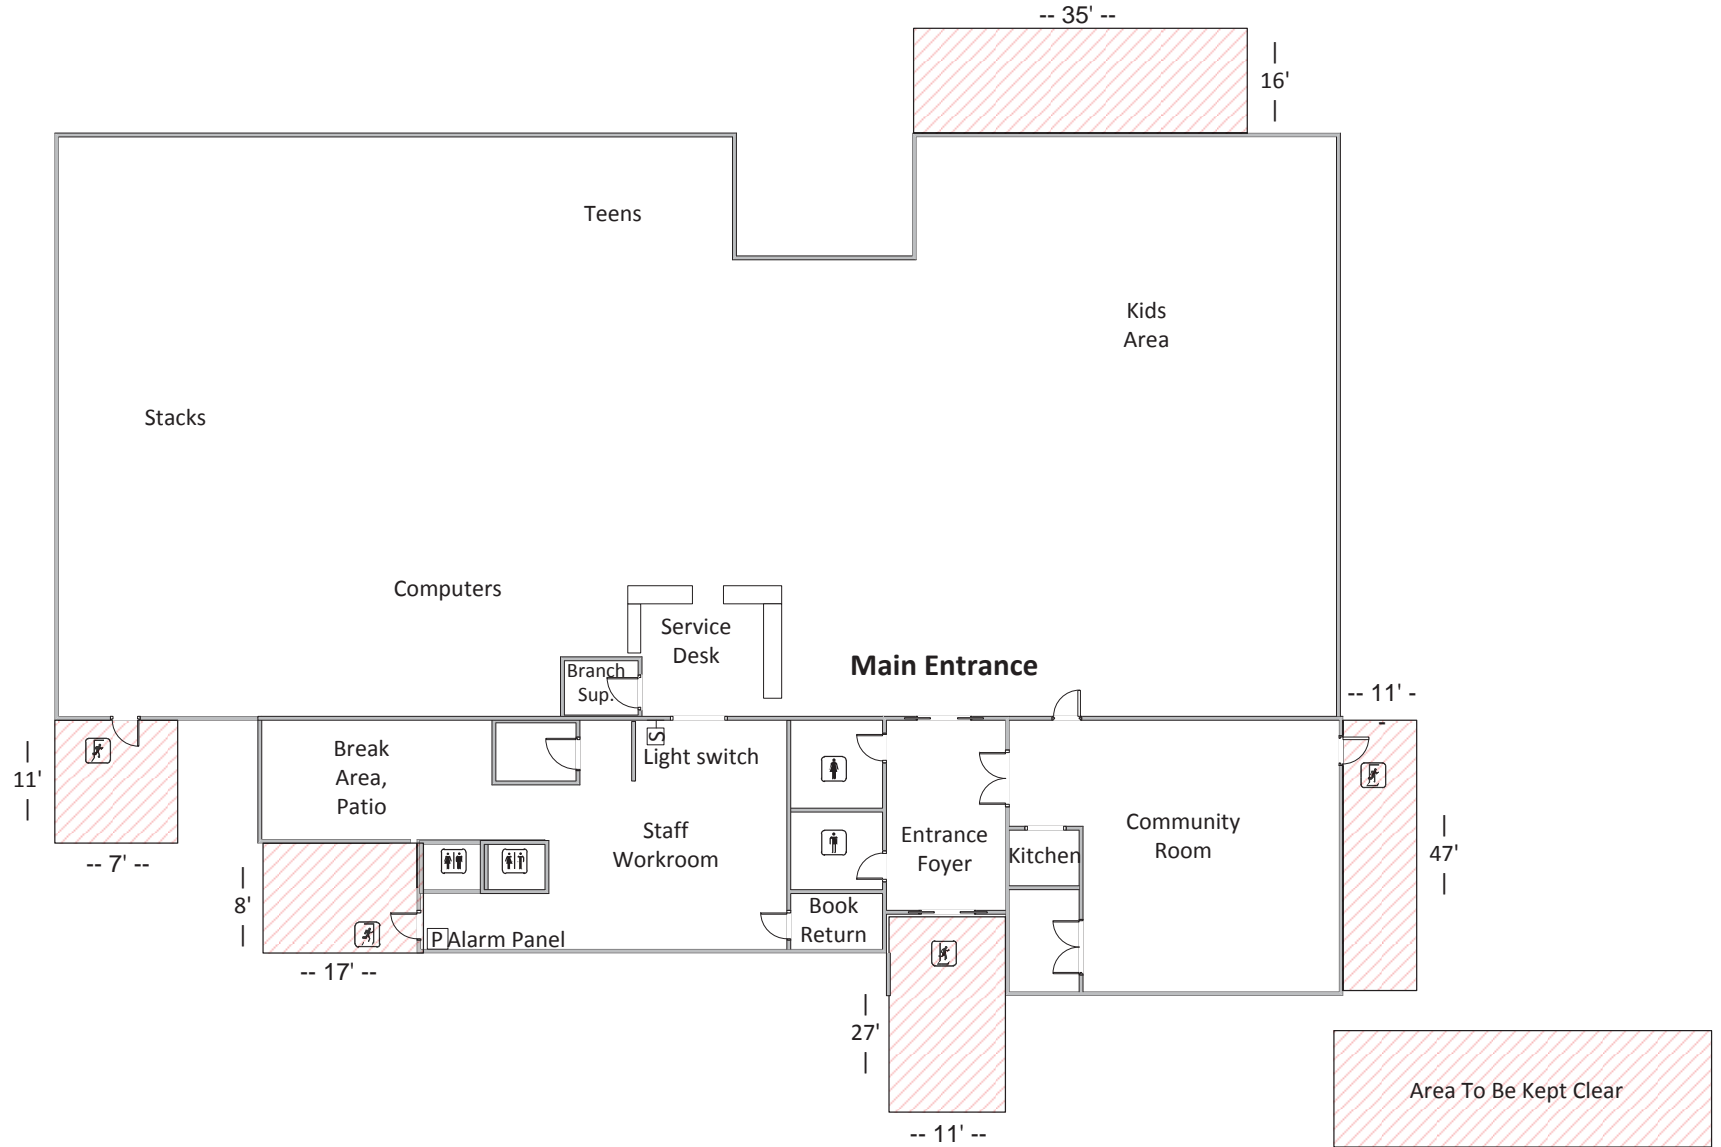 -- 35' --
|
16'
|
Teens
Kids
Area
Stacks
Computers
Service
Desk
Branch
Sup.
Main Entrance
-- 11' -
|
11'
|
-- 7' --
Break
Area,
Patio
S
Light switch
Staff
Workroom
Entrance
Foyer
Kitchen
Community
Room
|
47'
|
|
8'
|
-- 17' --
P
Alarm Panel
Book
Return
|
27'
|
-- 11' --
Area To Be Kept Clear